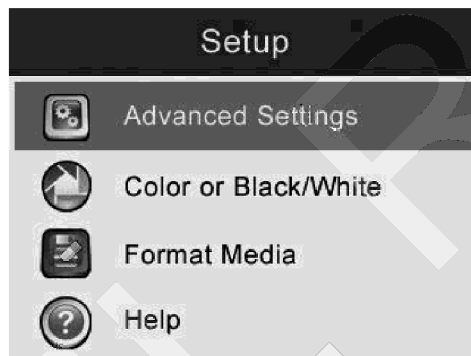 Setup
Advanced Settings
Color or Black/White
Format Media
Help